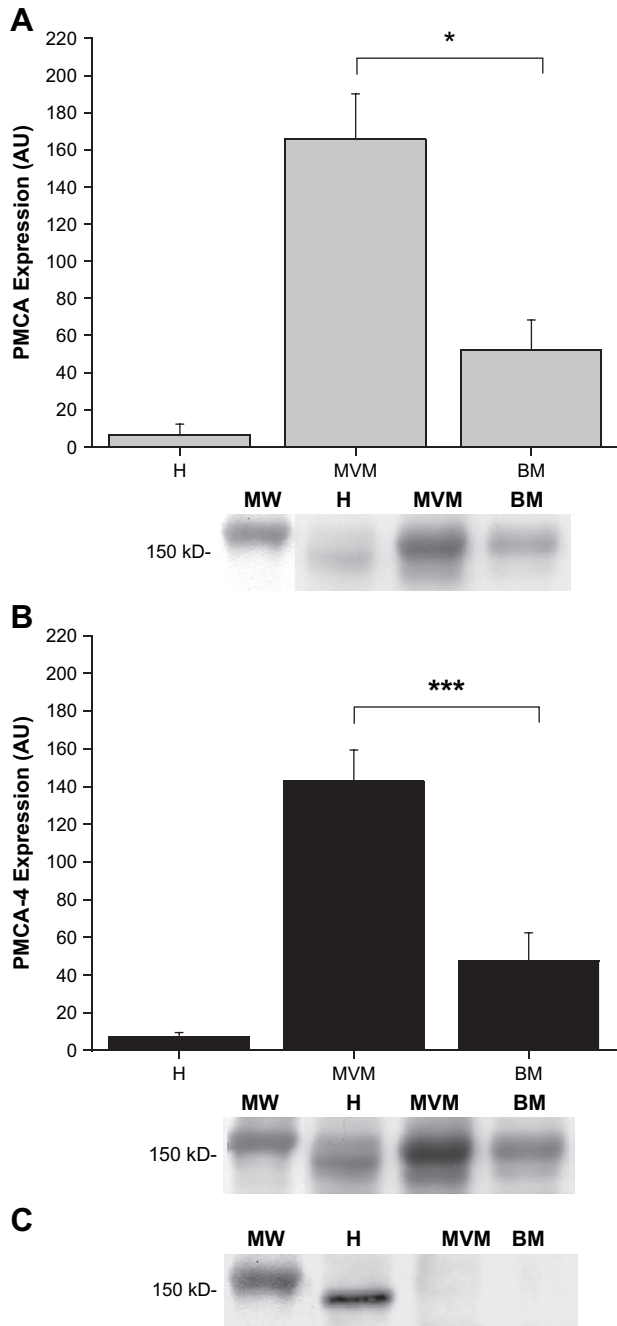 A
PMCA Expression (AU)
220
200
180
160
140
120
100
80
60
40
20
0
*
H MVM BM
MW H MVM BM
150 kD-
B
PMCA-4 Expression (AU)
220
200
180
160
140
120
100
80
60
40
20
0
***
H MVM BM
MW H MVM BM
150 kD-
C
MW H MVM BM
150 kD-